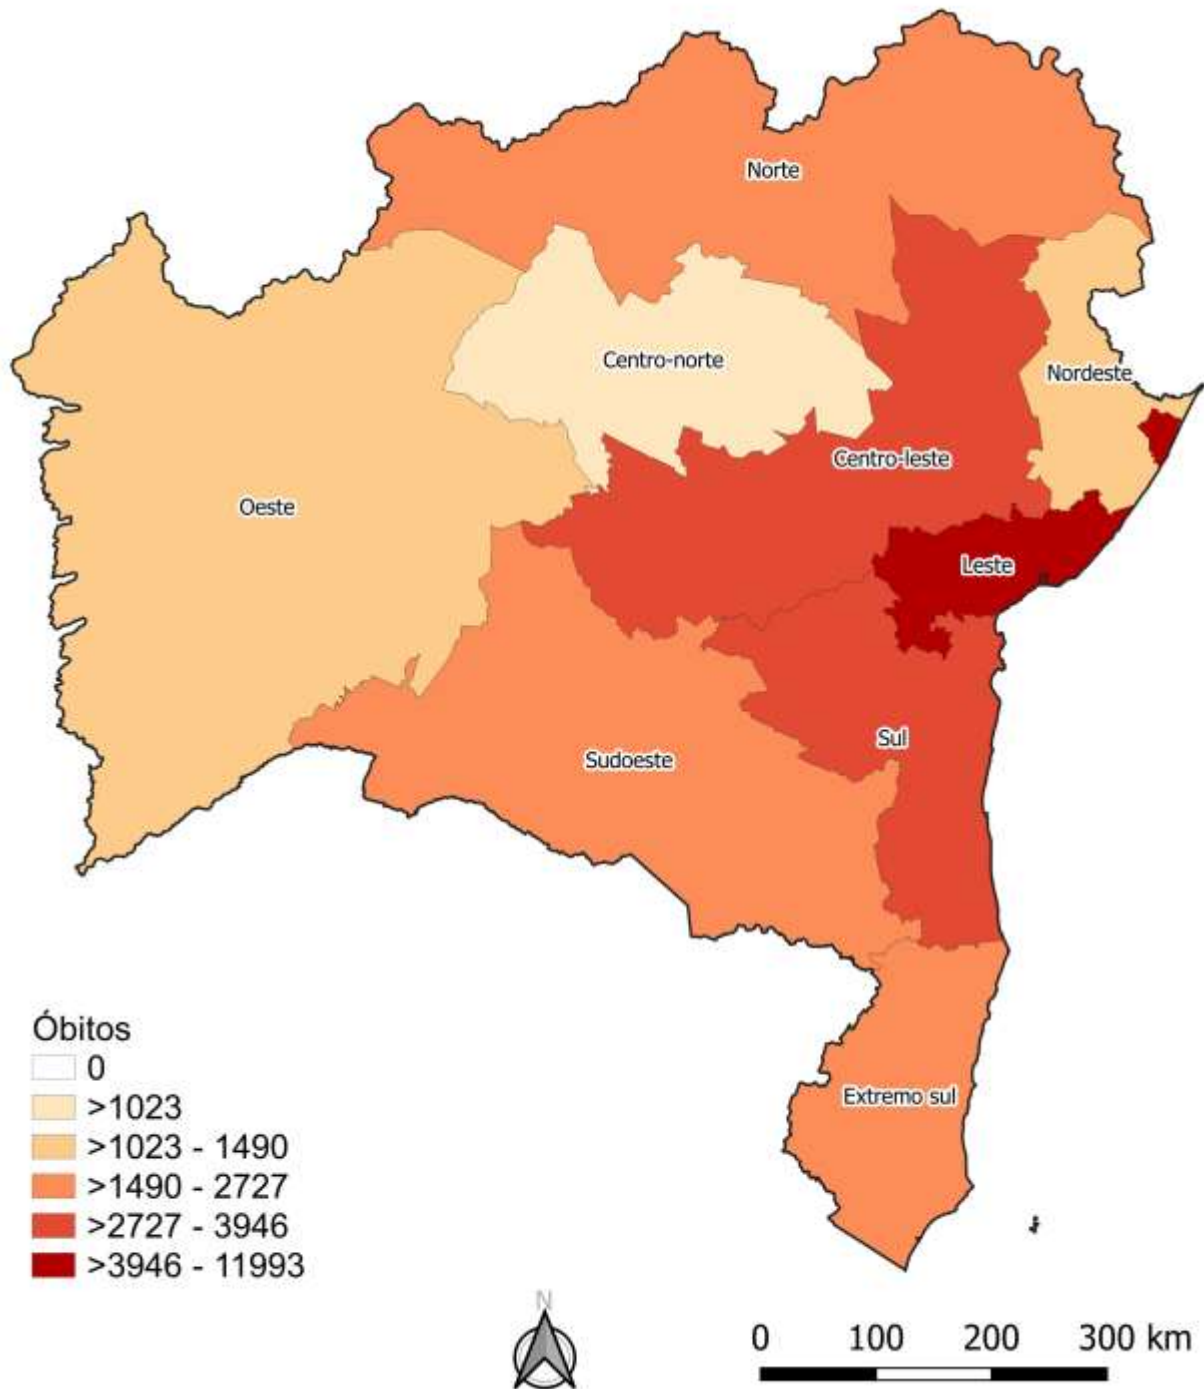 Norte
Centro-norte
Nordeste
Centro-leste
Oeste
Leste
Sul
Sudoeste
Extremo sul
Óbitos
0
>1023
>1023 - 1490
>1490 - 2727
>2727 - 3946
>3946 - 11993
N
0 100 200 300 km